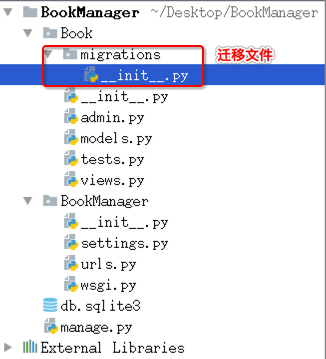 BookManager ~/Desktop/BookManager
Book
migrations
迁移文件
__init__.py
__init__.py
admin.py
models.py
tests.py
views.py
BookManager
__init__.py
settings.py
urls.py
wsgi.py
db.sqlite3
manage.py
External Libraries